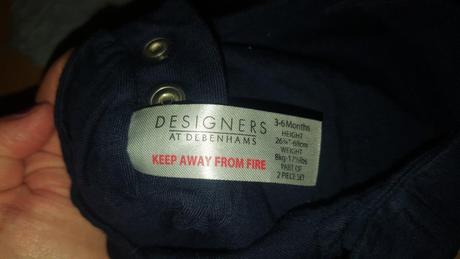 DESIGNERS
AT DEBENHAMS
KEEP AWAY FROM FIRE
3-6 Months
HEIGHT
26¾"-68cm
WEIGHT
8kg-17½lbs
PART OF
2 PIECE SET